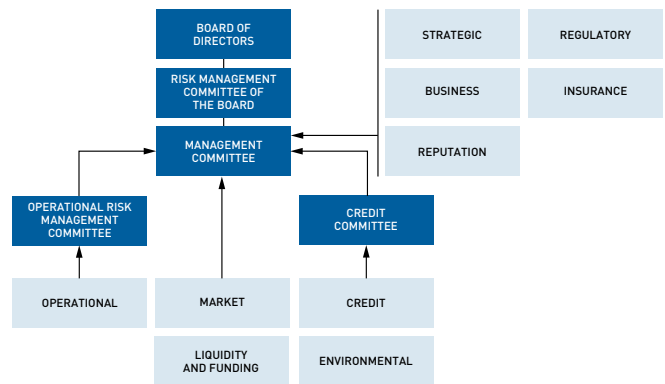 BOARD OF
DIRECTORS
STRATEGIC
REGULATORY
RISK MANAGEMENT
COMMITTEE OF
THE BOARD
BUSINESS
INSURANCE
MANAGEMENT
COMMITTEE
REPUTATION
OPERATIONAL RISK
MANAGEMENT
COMMITTEE
CREDIT
COMMITTEE
OPERATIONAL
MARKET
CREDIT
LIQUIDITY
AND FUNDING
ENVIRONMENTAL